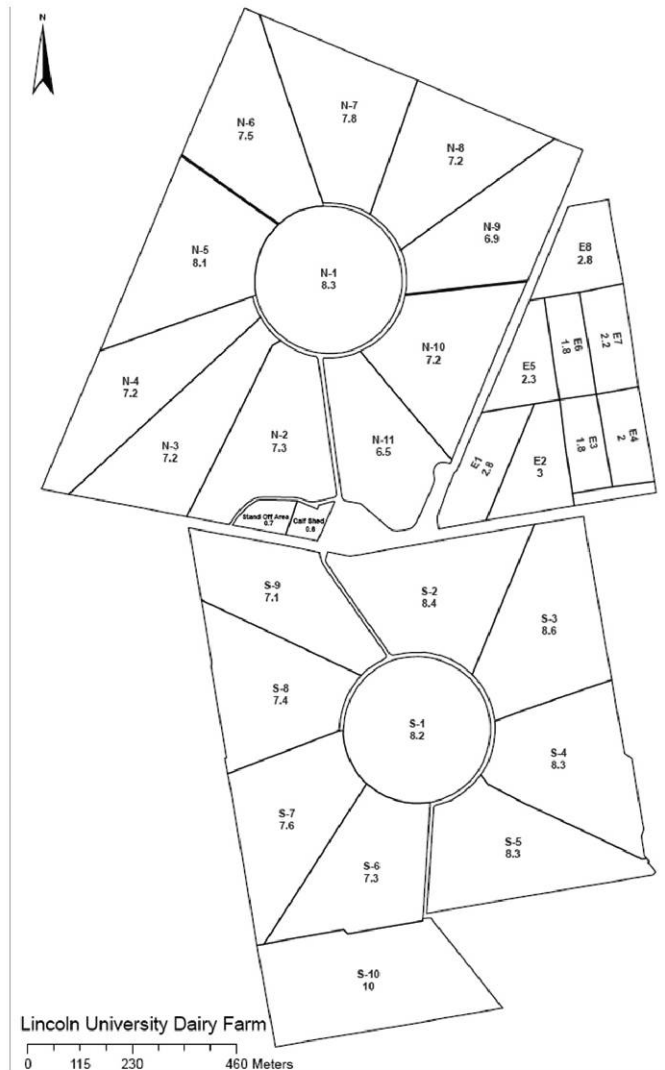 N
N-6
7.5
N-7
7.8
N-8
7.2
N-9
6.9
N-5
8.1
N-1
8.3
E8
2.8
E7
2.2
E6
1.8
N-10
7.2
E5
2.3
N-4
7.2
N-3
7.2
N-2
7.3
N-11
6.5
E1
2.8
E2
3
E3
1.8
E4
2
Stand Off Area
0.7
Calf Shed
0.6
S-9
7.1
S-2
8.4
S-3
8.6
S-8
7.4
S-1
8.2
S-4
8.3
S-7
7.6
S-6
7.3
S-5
8.3
S-10
10
Lincoln University Dairy Farm
0 115 230 460 Meters